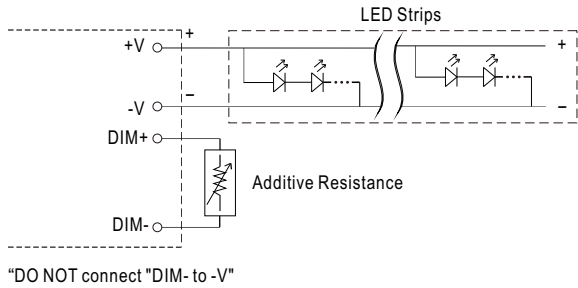 LED Strips
+V
+
+
-V
–
–
DIM+
Additive Resistance
DIM-
“DO NOT connect "DIM- to -V"